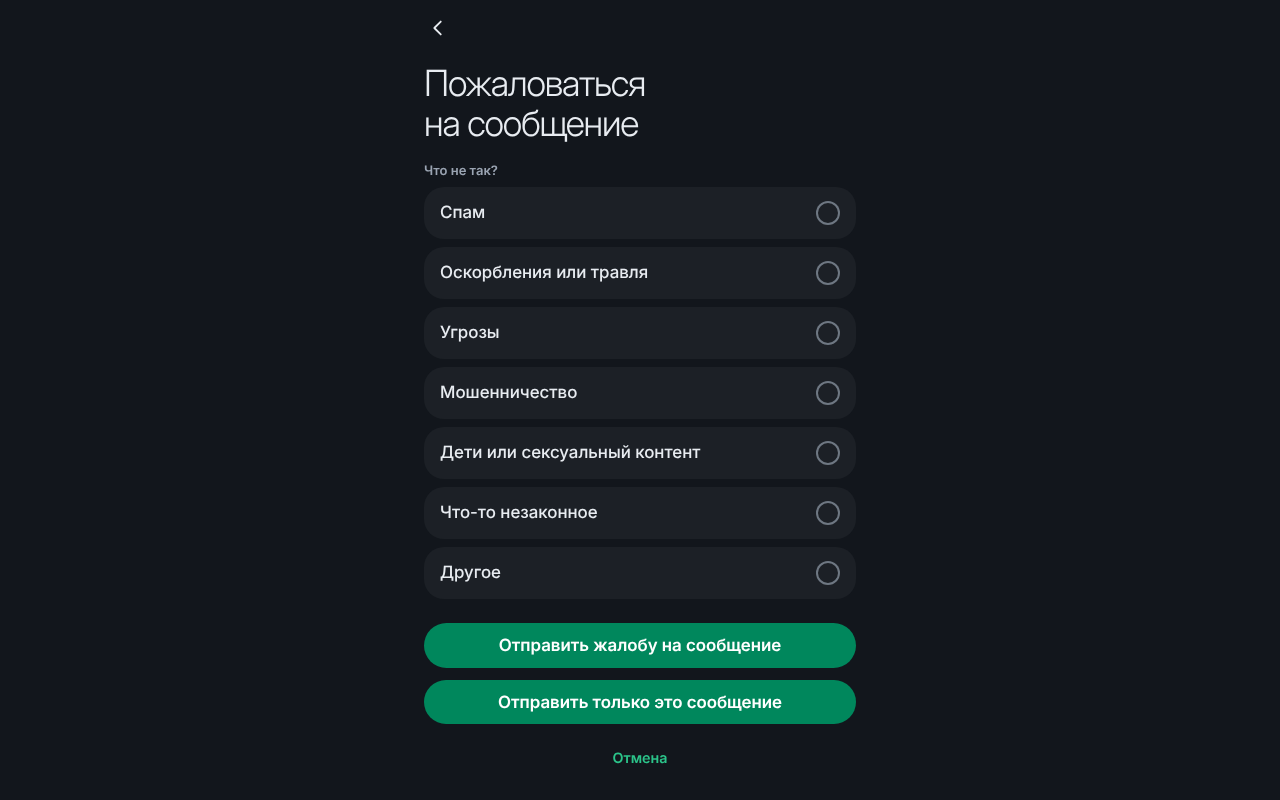 Пожаловаться
на сообщение
Что не так?
Спам
Оскорбления или травля
Угрозы
Мошенничество
Дети или сексуальный контент
Что-то незаконное
Другое
Отправить жалобу на сообщение
Отправить только это сообщение
Отмена